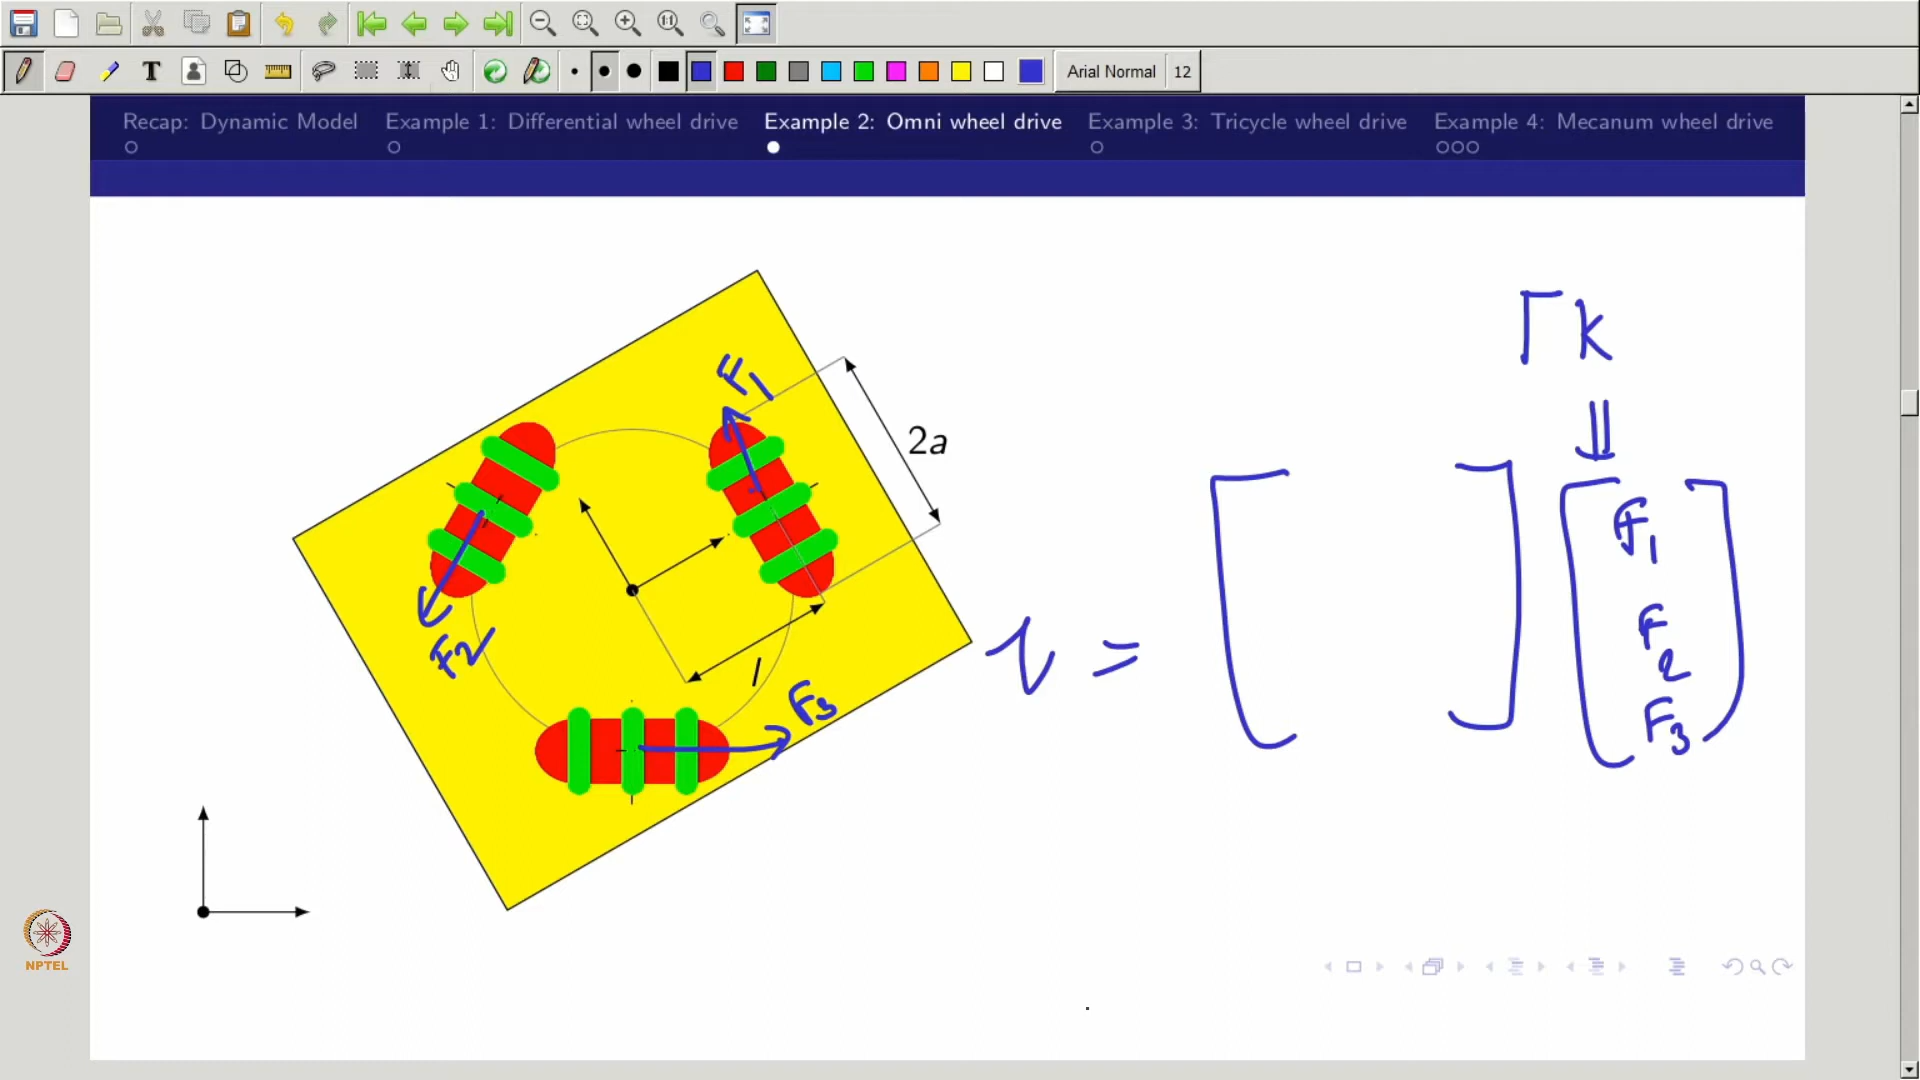 Arial Normal 12
Recap: Dynamic Model Example 1: Differential wheel drive Example 2: Omni wheel drive Example 3: Tricycle wheel drive Example 4: Mecanum wheel drive
Γ κ
F1
2a
F1
F2
F2
l
τ =
F3
F3
NPTEL